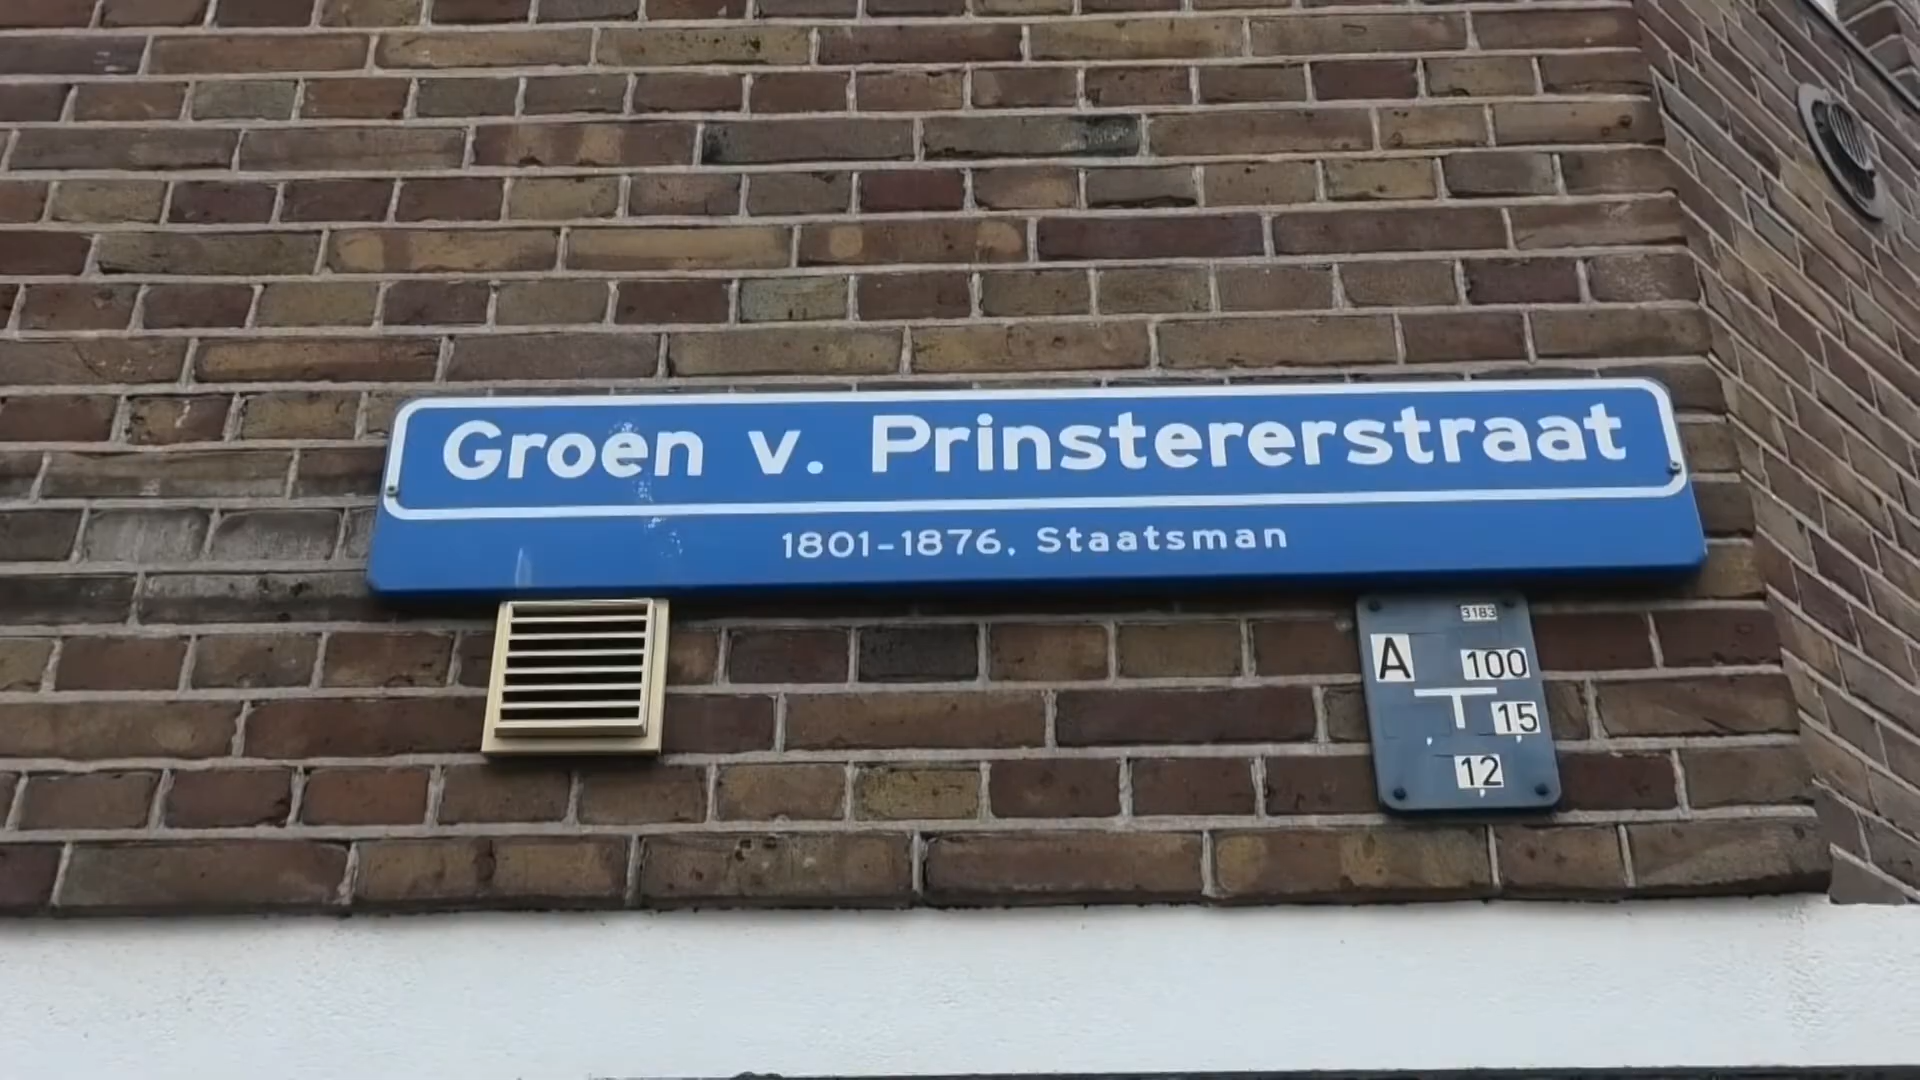 Groen v. Prinstererstraat
1801-1876. Staatsman
3183
A 100
15
12